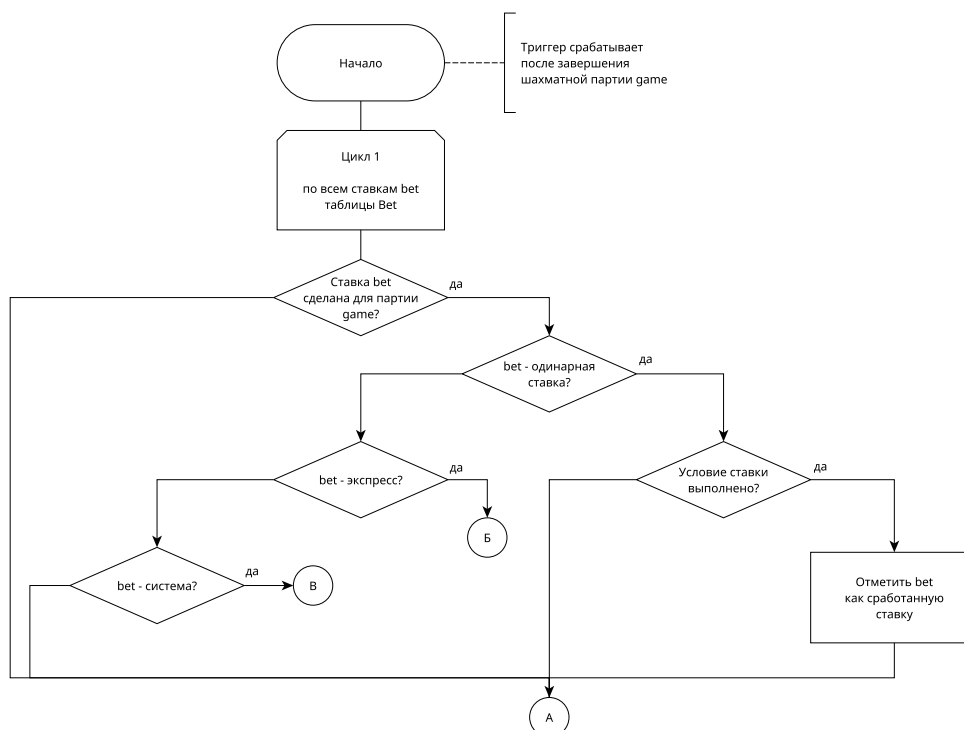 Начало
Триггер срабатывает
после завершения
шахматной партии game
Цикл 1
по всем ставкам bet
таблицы Bet
Ставка bet
сделана для партии
game?
да
bet - одинарная
ставка?
да
bet - экспресс?
да
Условие ставки
выполнено?
да
Б
bet - система?
да
В
Отметить bet
как сработанную
ставку
А